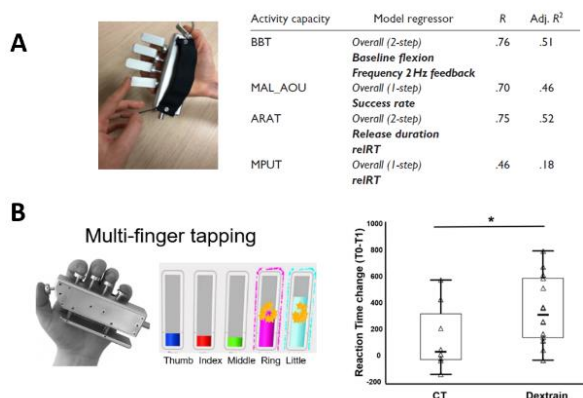 A
Activity capacity Model regressor R Adj. R²
BBT Overall (2-step) .76 .51
Baseline flexion
Frequency 2 Hz feedback
MAL_AOU Overall (1-step) .70 .46
Success rate
ARAT Overall (2-step) .75 .52
Release duration
relRT
MPUT Overall (1-step) .46 .18
relRT
B
Multi-finger tapping
Thumb Index Middle Ring Little
Reaction Time change (T0-T1)
1000
800
600
400
200
0
-200
*
CT Dextrain